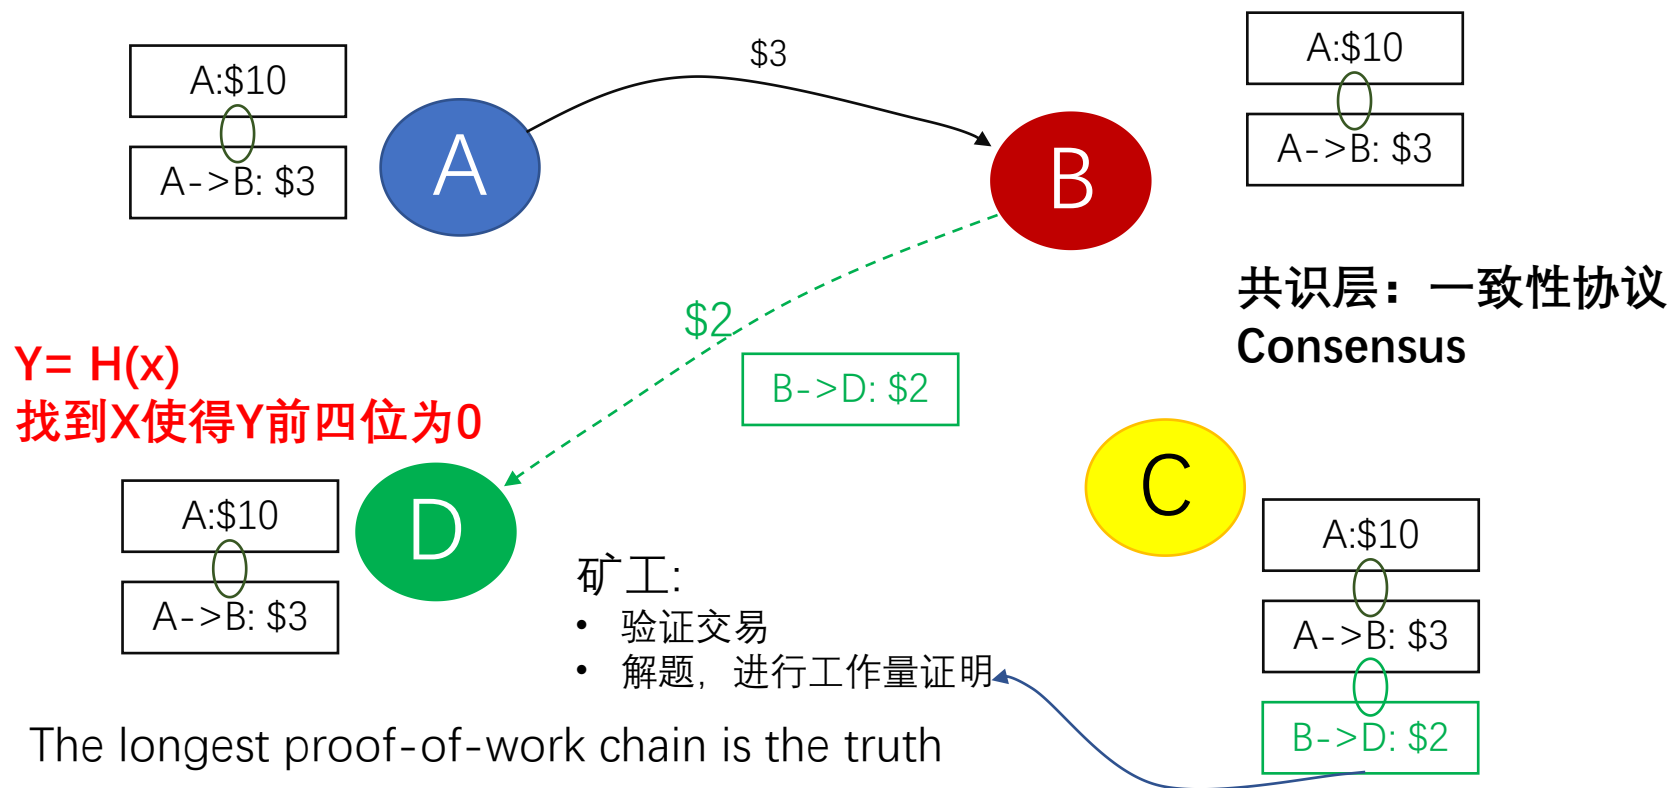 A:$10
A->B: $3
A
$3
B
A:$10
A->B: $3
共识层：一致性协议
Consensus
$2
B->D: $2
Y= H(x)
找到X使得Y前四位为0
A:$10
A->B: $3
D
C
A:$10
A->B: $3
B->D: $2
矿工:
• 验证交易
• 解题，进行工作量证明
The longest proof-of-work chain is the truth